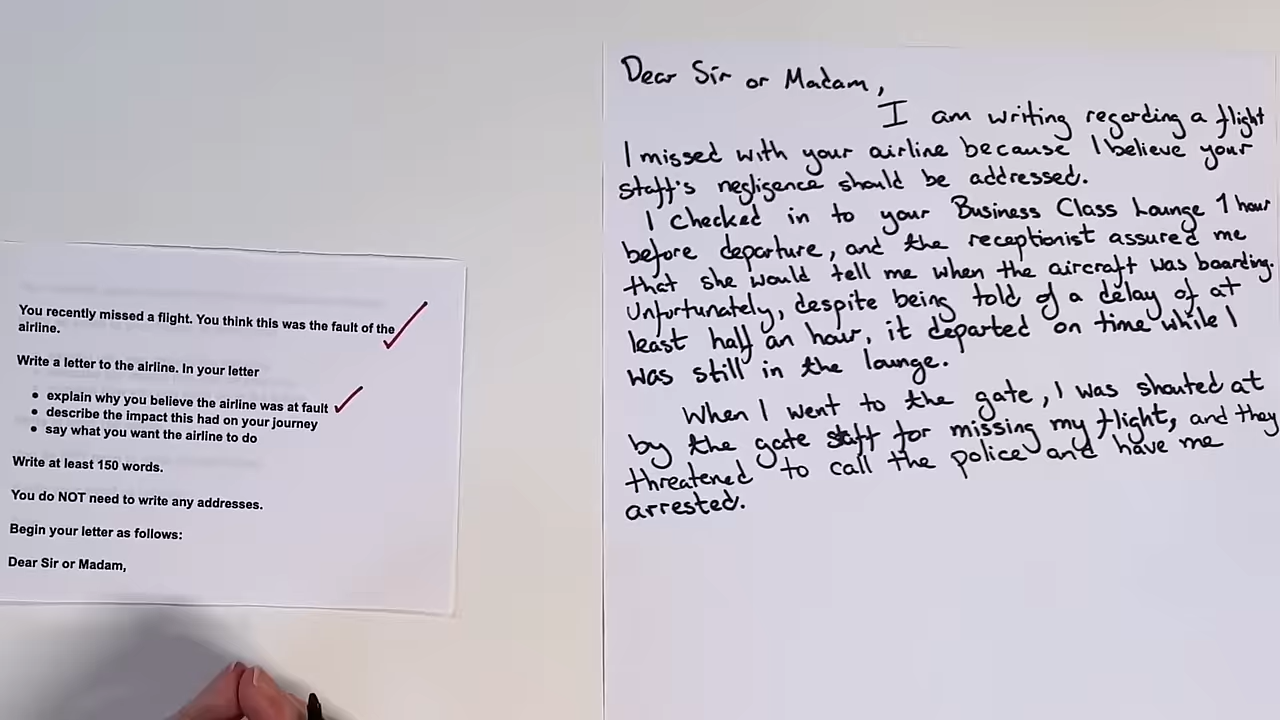 You recently missed a flight. You think this was the fault of the
airline.
Write a letter to the airline. In your letter
• explain why you believe the airline was at fault
• describe the impact this had on your journey
• say what you want the airline to do
Write at least 150 words.
You do NOT need to write any addresses.
Begin your letter as follows:
Dear Sir or Madam,
Dear Sir or Madam,
I am writing regarding a flight
I missed with your airline because I believe your
staff's negligence should be addressed.
I checked in to your Business Class Lounge 1 hour
before departure, and the receptionist assured me
that she would tell me when the aircraft was boarding.
Unfortunately, despite being told of a delay of at
least half an hour, it departed on time while I
was still in the lounge.
When I went to the gate, I was shouted at
by the gate staff for missing my flight, and they
threatened to call the police and have me
arrested.